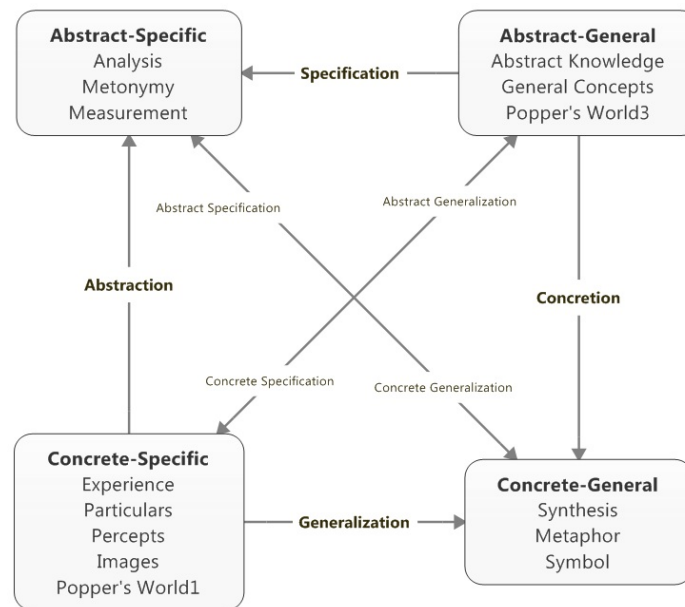 Abstract-Specific
Analysis
Metonymy
Measurement
Specification
Abstract-General
Abstract Knowledge
General Concepts
Popper's World3
Abstract Specification
Abstract Generalization
Abstraction
Concretion
Concrete Specification
Concrete Generalization
Concrete-Specific
Experience
Particulars
Percepts
Images
Popper's World1
Generalization
Concrete-General
Synthesis
Metaphor
Symbol